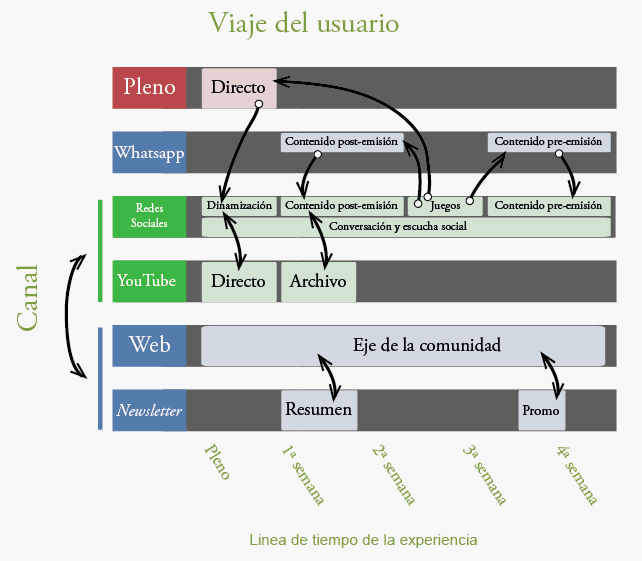 Viaje del usuario
Pleno
Directo
Whatsapp
Contenido post-emisión
Contenido pre-emisión
Redes
Sociales
Dinamización
Contenido post-emisión
Juegos
Contenido pre-emisión
Conversación y escucha social
Canal
YouTube
Directo
Archivo
Web
Eje de la comunidad
Newsletter
Resumen
Promo
Pleno
1ª semana
2ª semana
3ª semana
4ª semana
Linea de tiempo de la experiencia